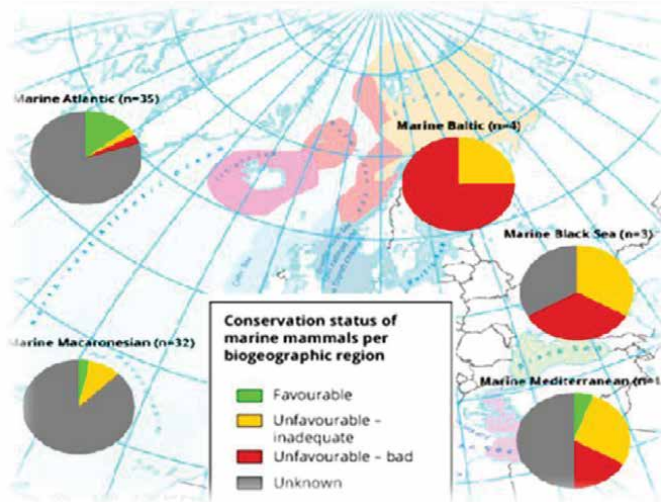 Marine Atlantic (n=35)
Marine Baltic (n=4)
Marine Black Sea (n=3)
Marine Macaronesian (n=32)
Marine Mediterranean (n=1
Conservation status of
marine mammals per
biogeographic region
Favourable
Unfavourable –
inadequate
Unfavourable – bad
Unknown